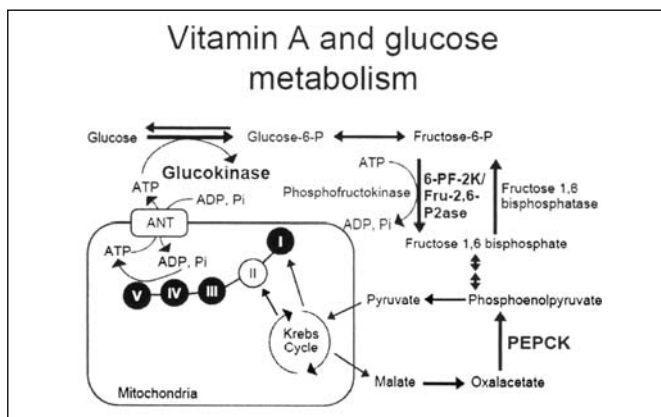 Vitamin A and glucose
metabolism
Glucose
Glucose-6-P
Fructose-6-P
Glucokinase
ATP
ADP, Pi
ANT
ATP
ADP, Pi
ATP
Phosphofructokinase
ADP, Pi
6-PF-2K/
Fru-2,6-
P2ase
Fructose 1,6
bisphosphatase
Fructose 1,6 bisphosphate
I
II
III
IV
V
Krebs
Cycle
Pyruvate
Phosphoenolpyruvate
PEPCK
Malate
Oxalacetate
Mitochondria